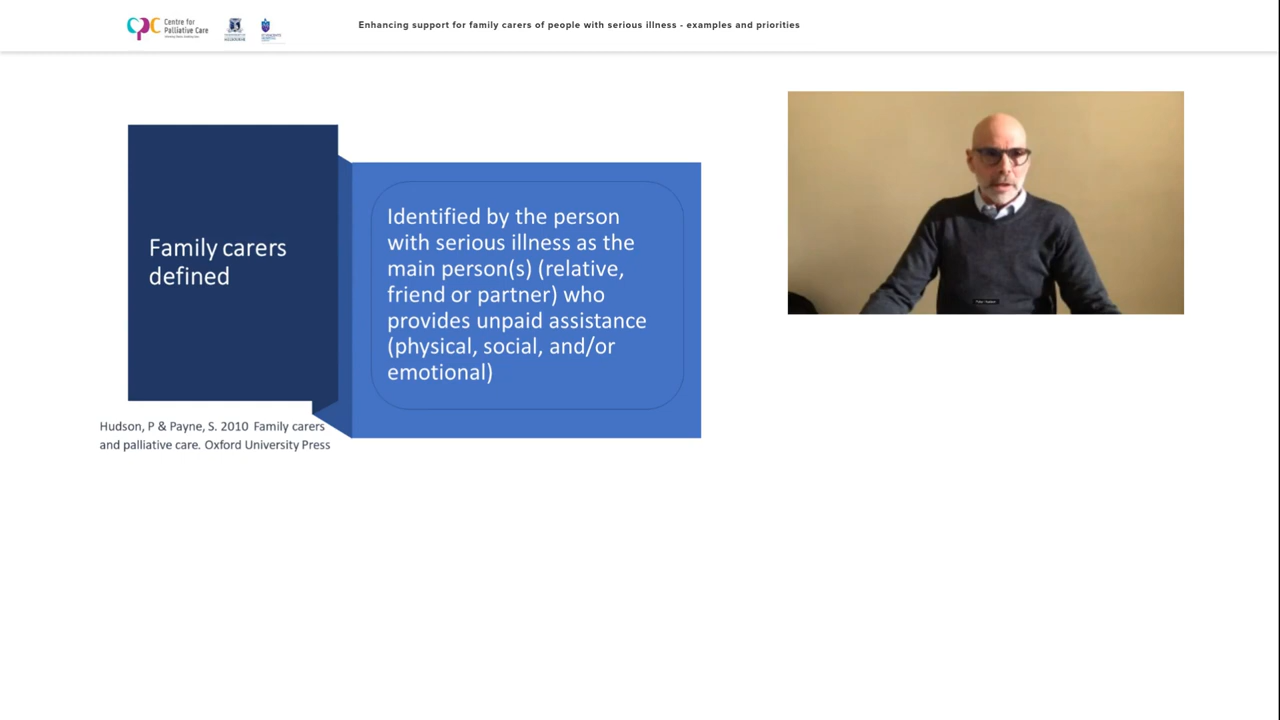 Centre for
Palliative Care
Enhancing support for family carers of people with serious illness - examples and priorities
Family carers
defined
Identified by the person
with serious illness as the
main person(s) (relative,
friend or partner) who
provides unpaid assistance
(physical, social, and/or
emotional)
Hudson, P & Payne, S. 2010 Family carers
and palliative care. Oxford University Press